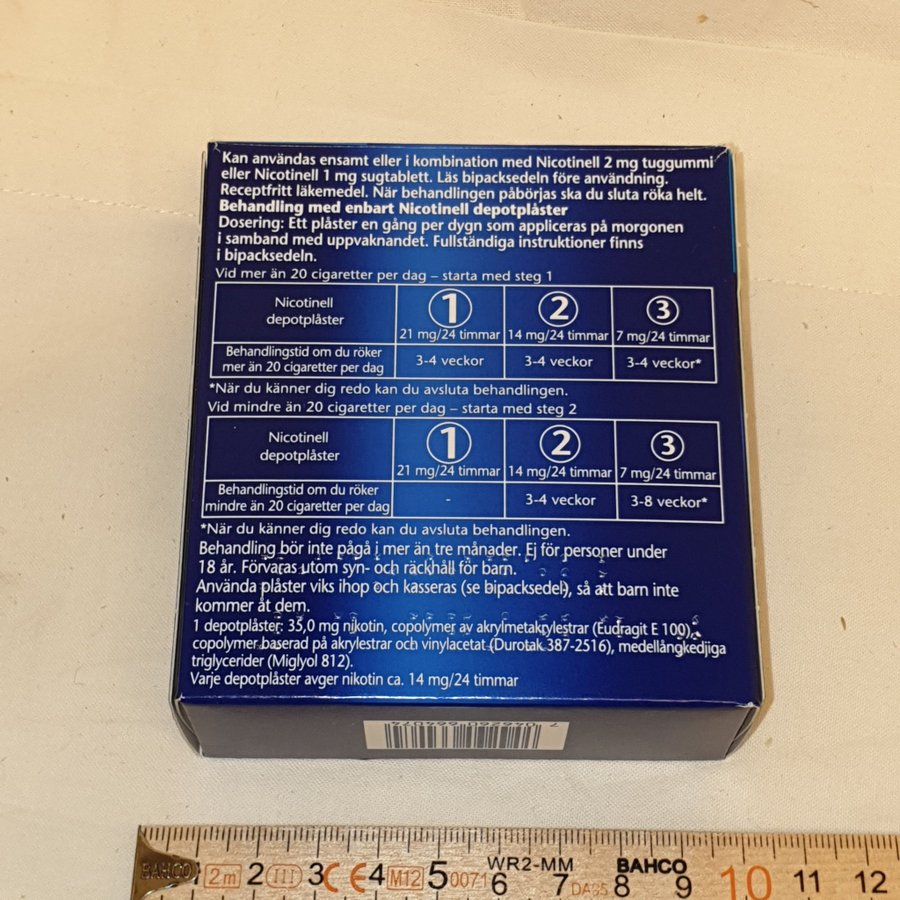 Kan användas ensamt eller i kombination med Nicotinell 2 mg tuggummi
eller Nicotinell 1 mg sugtablett. Läs bipacksedeln före användning.
Receptfritt läkemedel. När behandlingen påbörjas ska du sluta röka helt.
Behandling med enbart Nicotinell depotplåster
Dosering: Ett plåster en gång per dygn som appliceras på morgonen
i samband med uppvaknandet. Fullständiga instruktioner finns
i bipacksedeln.
Vid mer än 20 cigaretter per dag – starta med steg 1
Nicotinell depotplåster
1 21 mg/24 timmar
2 14 mg/24 timmar
3 7 mg/24 timmar
Behandlingstid om du röker
mer än 20 cigaretter per dag
3-4 veckor 3-4 veckor 3-4 veckor*
*När du känner dig redo kan du avsluta behandlingen.
Vid mindre än 20 cigaretter per dag – starta med steg 2
Nicotinell depotplåster
1 21 mg/24 timmar
2 14 mg/24 timmar
3 7 mg/24 timmar
Behandlingstid om du röker
mindre än 20 cigaretter per dag
- 3-4 veckor 3-8 veckor*
*När du känner dig redo kan du avsluta behandlingen.
Behandling bör inte pågå i mer än tre månader. Ej för personer under
18 år. Förvaras utom syn- och räckhåll för barn.
Använda plåster viks ihop och kasseras (se bipacksedel), så att barn inte
kommer åt dem.
1 depotplåster: 35,0 mg nikotin, copolymer av akrylmetakrylestrar (Eudragit E 100),
copolymer baserad på akrylestrar och vinylacetat (Durotak 387-2516), medellångkedjiga
triglycerider (Miglyol 812).
Varje depotplåster avger nikotin ca. 14 mg/24 timmar
BAHCO 1 2m 2 III 3 CE 4 M12 5 0071 6 WR2-MM 7 DA85 8 BAHCO 9 10 11 12